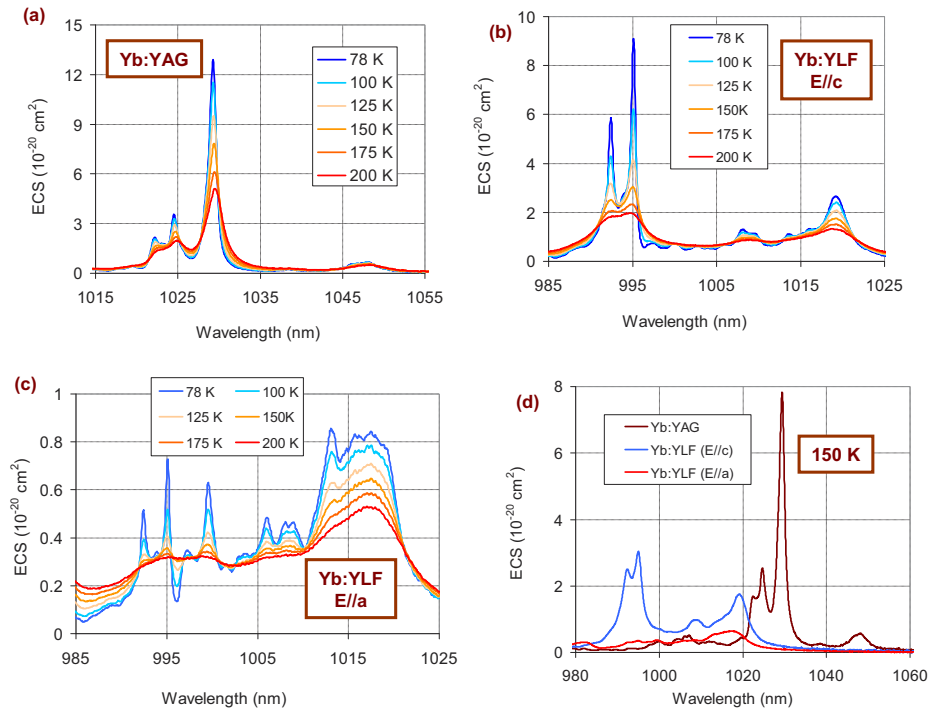 (a)
Yb:YAG
78 K
100 K
125 K
150 K
175 K
200 K
ECS (10-20 cm2)
15
12
9
6
3
0
1015 1025 1035 1045 1055
Wavelength (nm)
(b)
Yb:YLF
E//c
78 K
100 K
125 K
150K
175 K
200 K
ECS (10-20 cm2)
10
8
6
4
2
0
985 995 1005 1015 1025
Wavelength (nm)
(c)
78 K 100 K
125 K 150K
175 K 200 K
Yb:YLF
E//a
ECS (10-20 cm2)
1
0.8
0.6
0.4
0.2
0
985 995 1005 1015 1025
Wavelength (nm)
(d)
Yb:YAG
Yb:YLF (E//c)
Yb:YLF (E//a)
150 K
ECS (10-20 cm2)
8
6
4
2
0
980 1000 1020 1040 1060
Wavelength (nm)